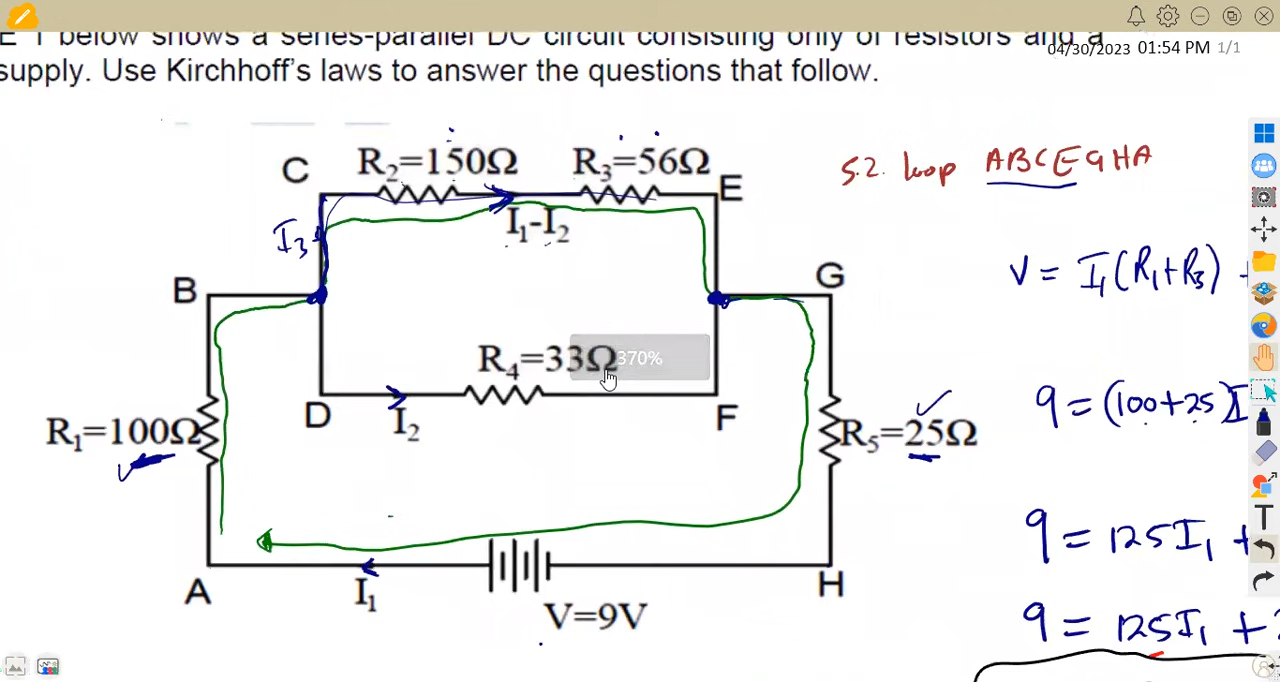 E 1 below shows a series-parallel DC circuit consisting only of resistors and a
04/30/2023 01:54 PM 1/1
supply. Use Kirchhoff's laws to answer the questions that follow.
C R₂=150Ω R₃=56Ω E
5.2. loop ABCEGHA
I₃ I₁-I₂
B G
V = I₁(R₁+R₃)
R₄=33Ω 370%
D I₂ F
9 = (100+25)I
R₁=100Ω R₅=25Ω
9 = 125I₁ +
A I₁ H
V=9V
9 = 125I₁ +
T